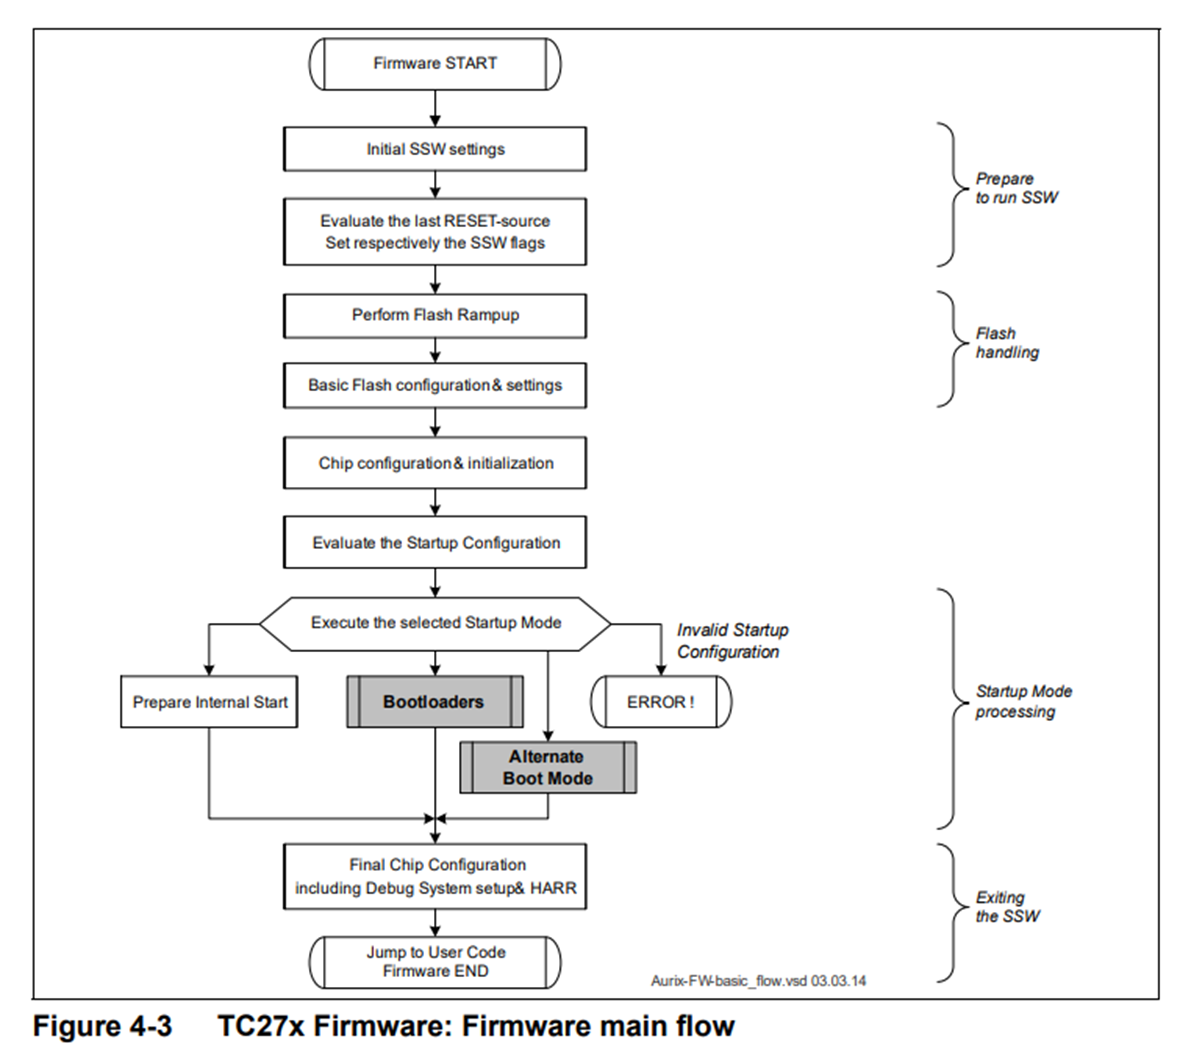 Firmware START
Initial SSW settings
Prepare
to run SSW
Evaluate the last RESET-source
Set respectively the SSW flags
Perform Flash Rampup
Flash
handling
Basic Flash configuration & settings
Chip configuration & initialization
Evaluate the Startup Configuration
Execute the selected Startup Mode
Invalid Startup
Configuration
Prepare Internal Start
Bootloaders
ERROR !
Startup Mode
processing
Alternate
Boot Mode
Final Chip Configuration
including Debug System setup& HARR
Exiting
the SSW
Jump to User Code
Firmware END
Aurix-FW-basic_flow.vsd 03.03.14
Figure 4-3 TC27x Firmware: Firmware main flow